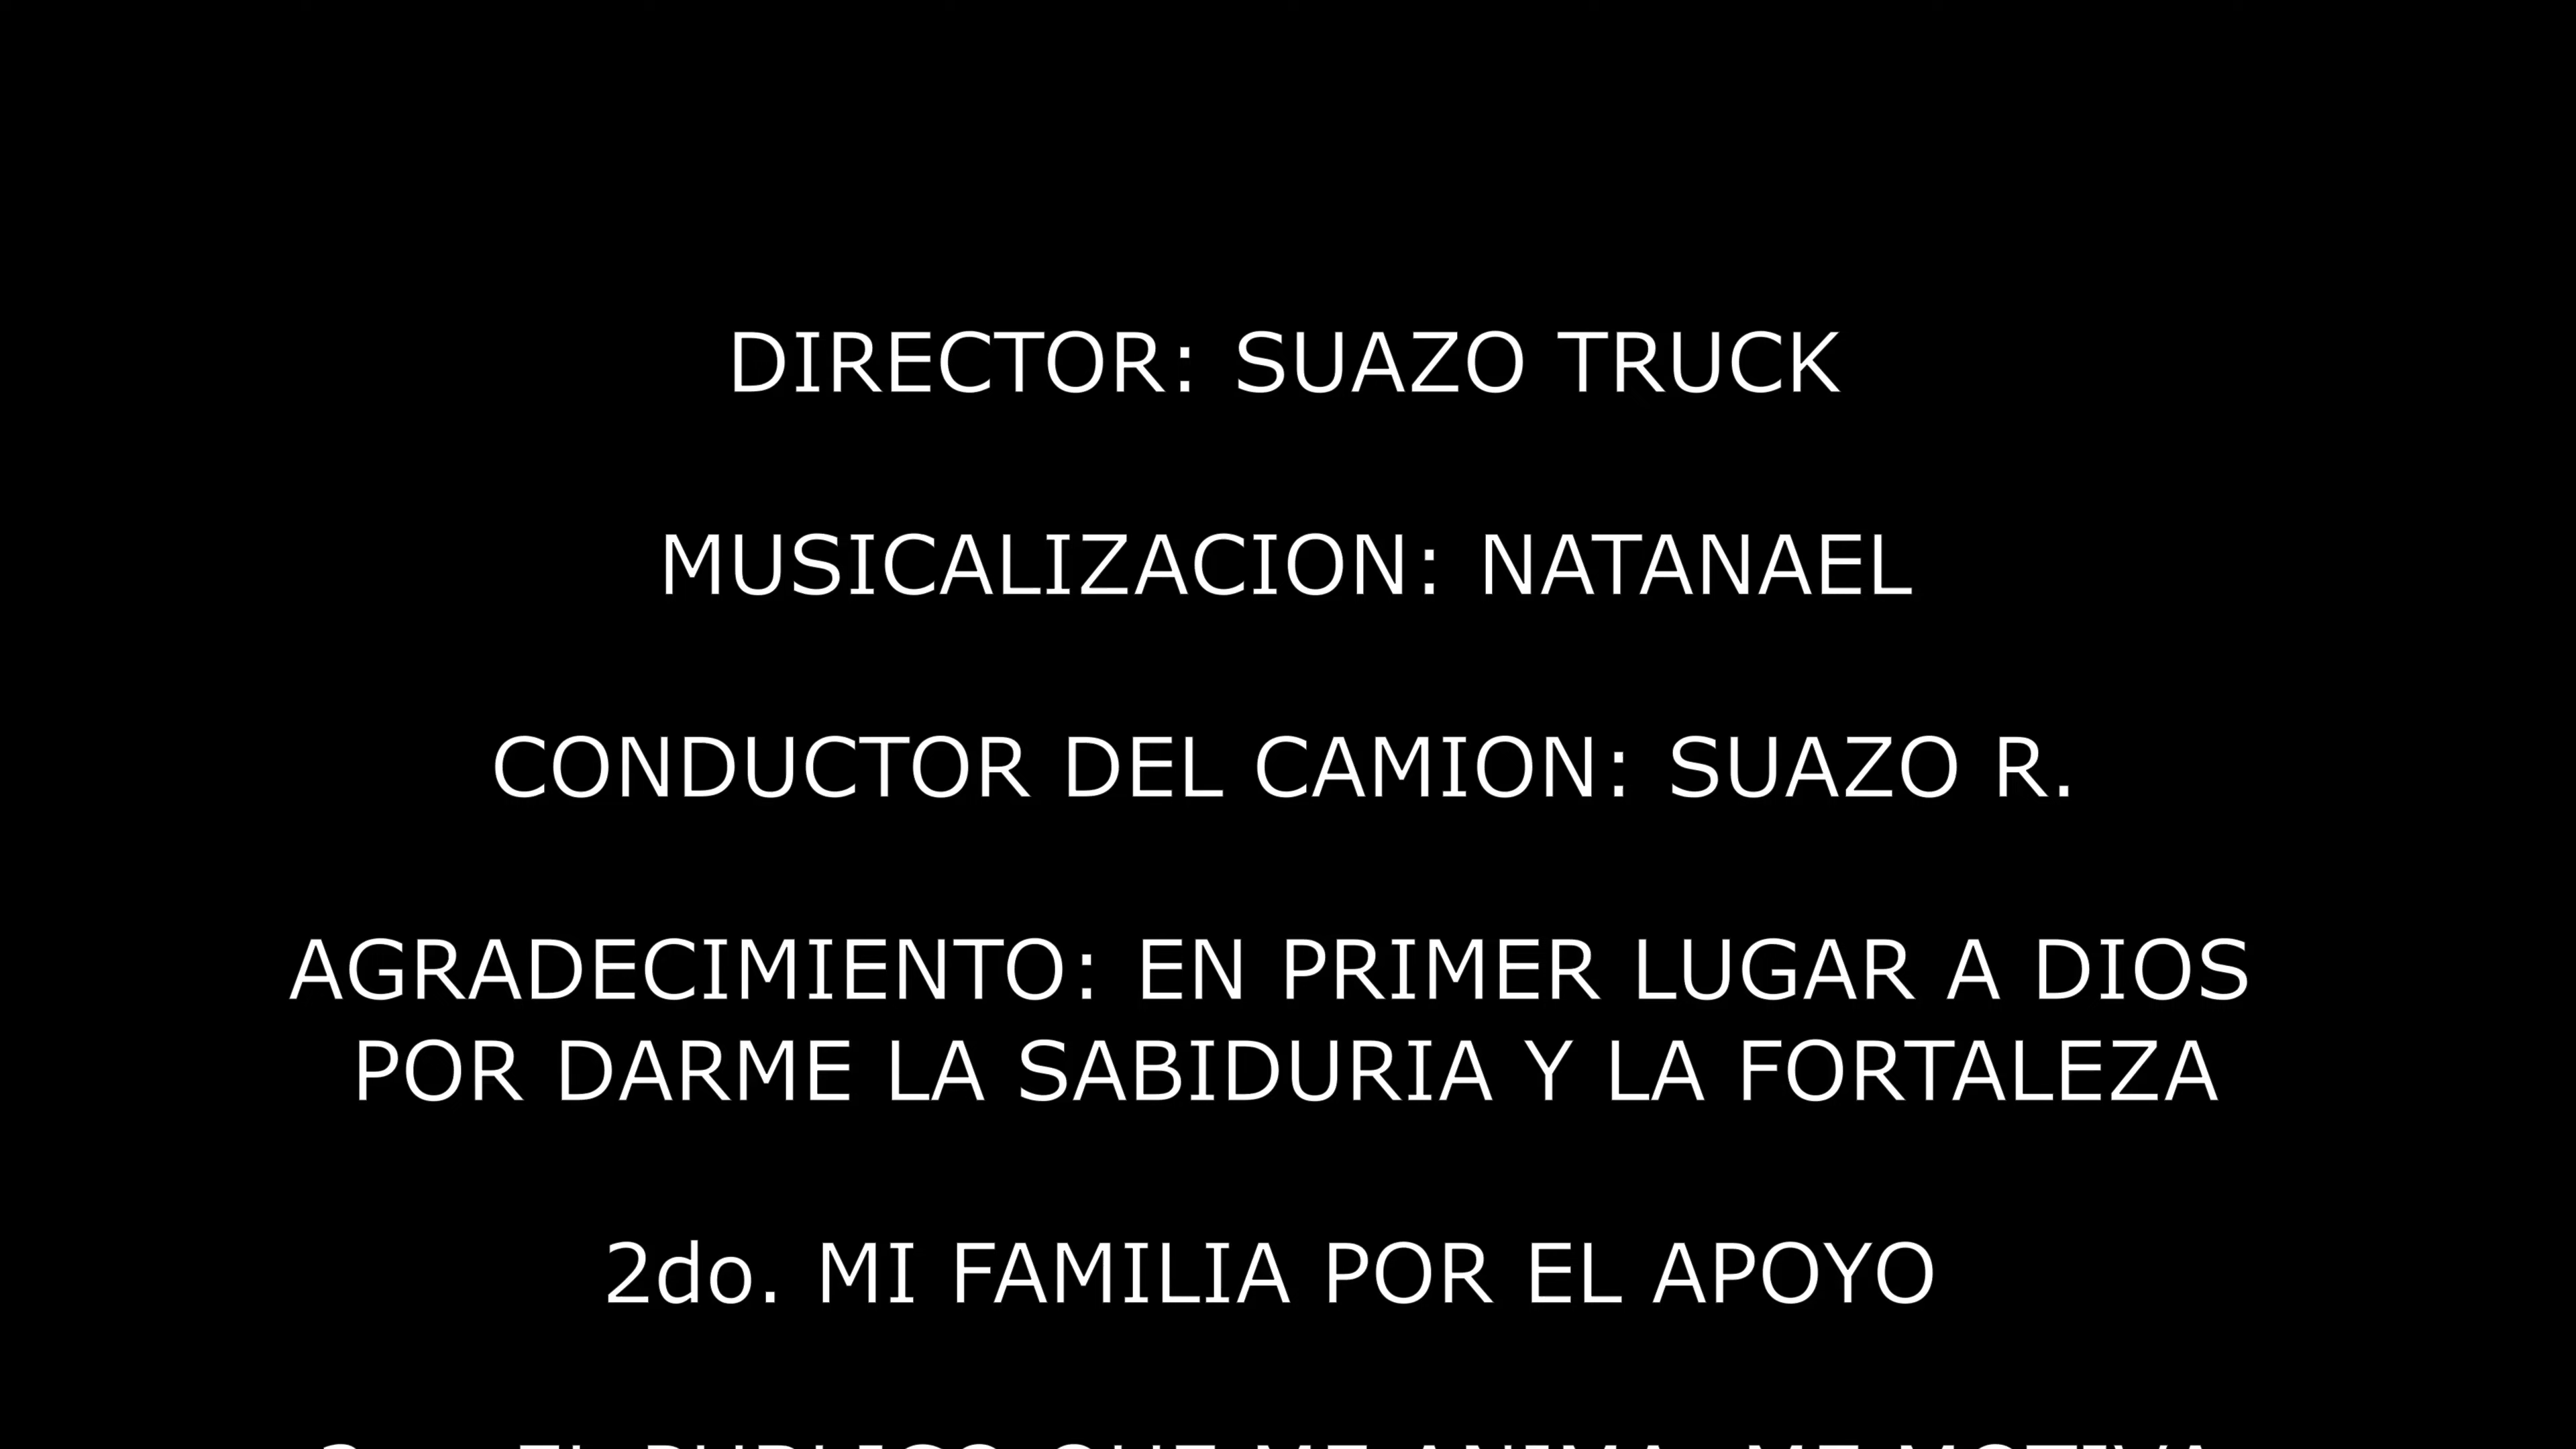 DIRECTOR: SUAZO TRUCK
MUSICALIZACION: NATANAEL
CONDUCTOR DEL CAMION: SUAZO R.
AGRADECIMIENTO: EN PRIMER LUGAR A DIOS
POR DARME LA SABIDURIA Y LA FORTALEZA
2do. MI FAMILIA POR EL APOYO